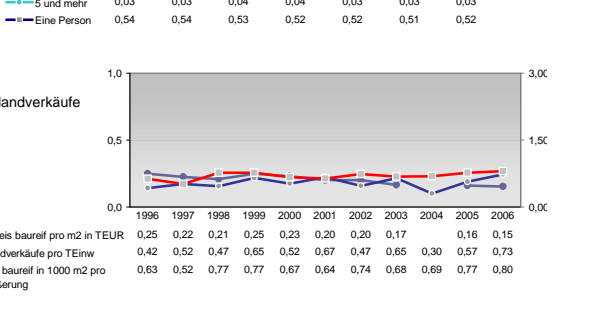 5 und mehr 0,03 0,03 0,04 0,04 0,03 0,03 0,03
Eine Person 0,54 0,54 0,53 0,52 0,52 0,51 0,52
1,0 3,00
landverkäufe
0,5 1,50
0,0 0,00
1996 1997 1998 1999 2000 2001 2002 2003 2004 2005 2006
eis baureif pro m2 in TEUR 0,25 0,22 0,21 0,25 0,23 0,20 0,20 0,17 0,16 0,15
dverkäufe pro TEinw 0,42 0,52 0,47 0,65 0,52 0,67 0,47 0,65 0,30 0,57 0,73
baureif in 1000 m2 pro 0,63 0,52 0,77 0,77 0,67 0,64 0,74 0,68 0,69 0,77 0,80
ßerung